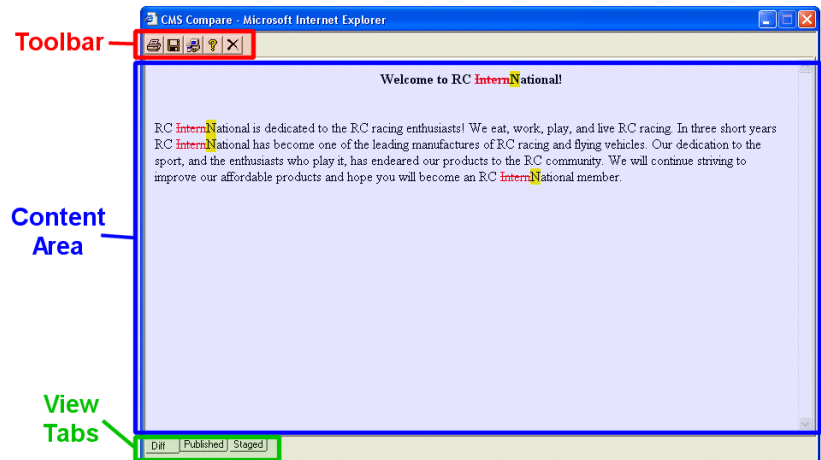 CMS Compare - Microsoft Internet Explorer
Toolbar
Welcome to RC InternNational!
RC InternNational is dedicated to the RC racing enthusiasts! We eat, work, play, and live RC racing. In three short years
RC InternNational has become one of the leading manufactures of RC racing and flying vehicles. Our dedication to the
sport, and the enthusiasts who play it, has endeared our products to the RC community. We will continue striving to
improve our affordable products and hope you will become an RC InternNational member.
Content
Area
View
Tabs
Diff Published Staged